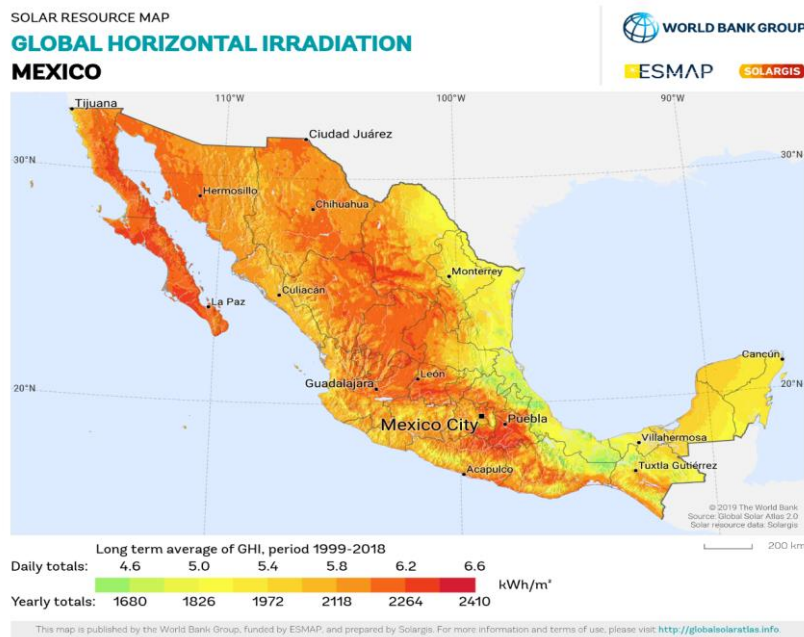 SOLAR RESOURCE MAP
GLOBAL HORIZONTAL IRRADIATION
MEXICO
WORLD BANK GROUP
ESMAP
SOLARGIS
110°W
100°W
90°W
Tijuana
Ciudad Juárez
30°N
30°N
Hermosillo
Chihuahua
Monterrey
Culiacán
La Paz
Cancún
León
20°N
Guadalajara
20°N
Mexico City
Puebla
Villahermosa
Acapulco
Tuxtla Gutiérrez
© 2019 The World Bank
Source: Global Solar Atlas 2.0
Solar resource data: Solargis
200 km
Long term average of GHI, period 1999-2018
Daily totals: 4.6 5.0 5.4 5.8 6.2 6.6
kWh/m²
Yearly totals: 1680 1826 1972 2118 2264 2410
This map is published by the World Bank Group, funded by ESMAP, and prepared by Solargis. For more information and terms of use, please visit http://globalsolaratlas.info.